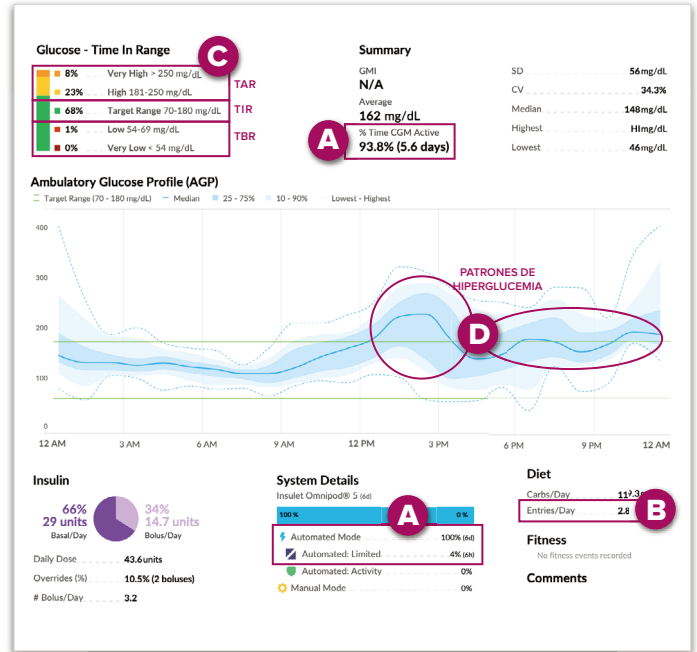 Glucose - Time In Range
C
8% Very High > 250 mg/dL
TAR
23% High 181-250 mg/dL
68% Target Range 70-180 mg/dL
TIR
1% Low 54-69 mg/dL
TBR
0% Very Low < 54 mg/dL
Summary
GMI
N/A
Average
162 mg/dL
A
% Time CGM Active
93.8% (5.6 days)
SD 56mg/dL
CV 34.3%
Median 148mg/dL
Highest HImg/dL
Lowest 46mg/dL
Ambulatory Glucose Profile (AGP)
Target Range (70 - 180 mg/dL) Median 25 - 75% 10 - 90% Lowest - Highest
400
300
200
100
0
PATRONES DE
HIPERGLUCEMIA
D
12 AM 3 AM 6 AM 9 AM 12 PM 3 PM 6 PM 9 PM 12 AM
Insulin
66%
29 units
Basal/Day
34%
14.7 units
Bolus/Day
Daily Dose 43.6units
Overrides (%) 10.5% (2 boluses)
# Bolus/Day 3.2
System Details
Insulet Omnipod® 5 (6d)
100 % 0 %
A
Automated Mode 100% (6d)
Automated: Limited 4% (6h)
Automated: Activity 0%
Manual Mode 0%
Diet
Carbs/Day
Entries/Day 2.8
B
Fitness
No fitness events recorded
Comments